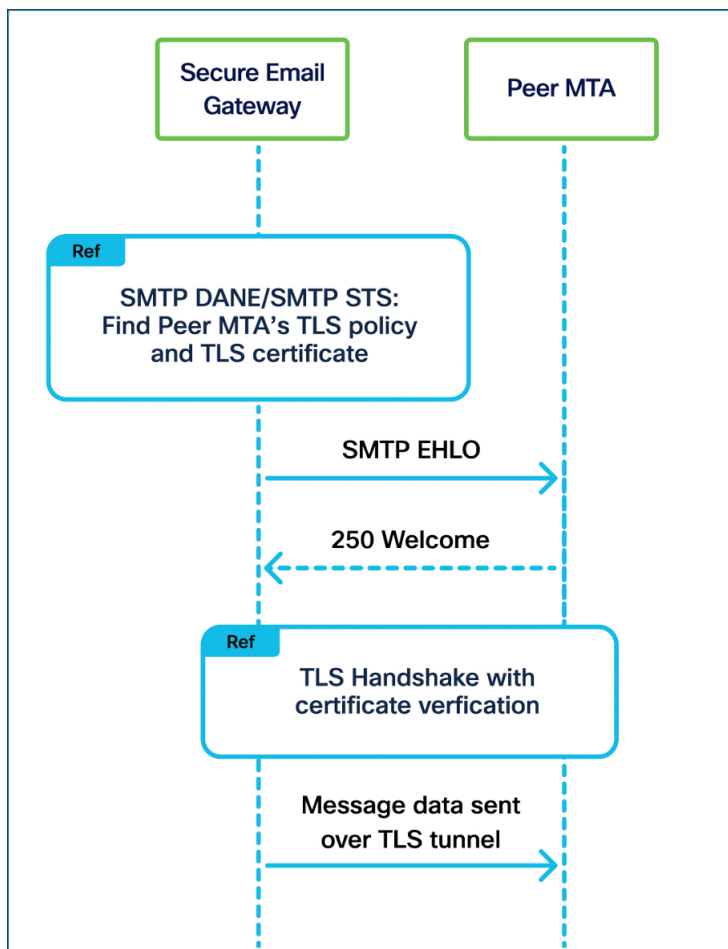 Secure Email
Gateway
Peer MTA
Ref
SMTP DANE/SMTP STS:
Find Peer MTA's TLS policy
and TLS certificate
SMTP EHLO
250 Welcome
Ref
TLS Handshake with
certificate verfication
Message data sent
over TLS tunnel